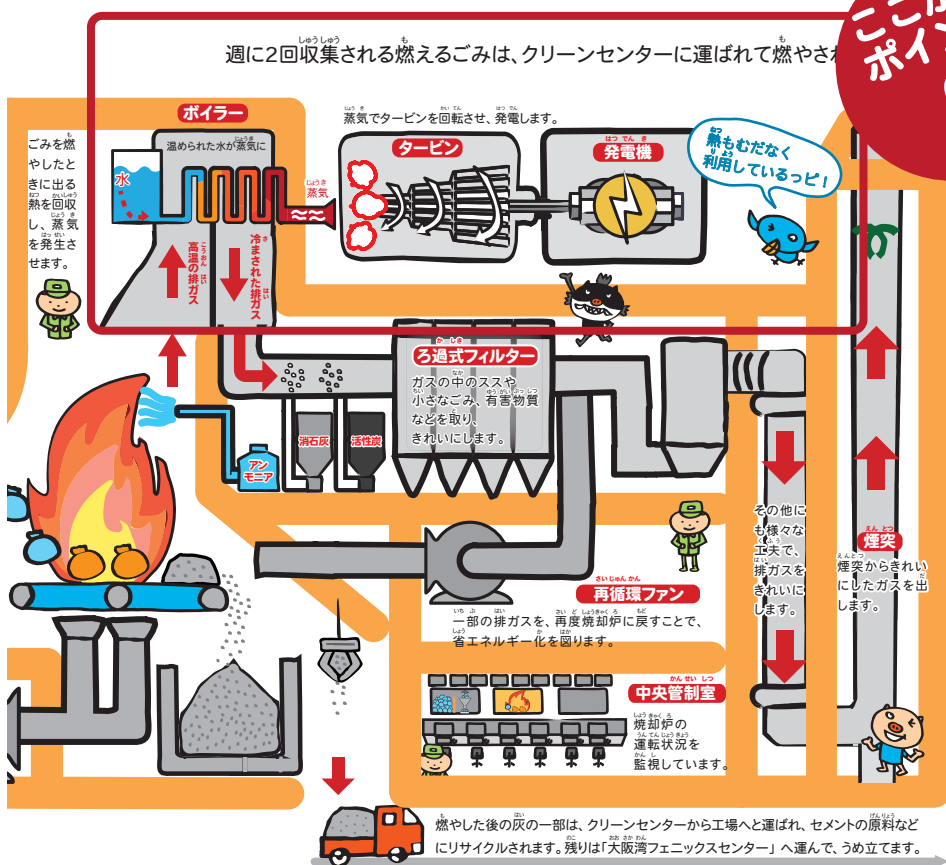 ここが
ポイン
週に2回収集される燃えるごみは、クリーンセンターに運ばれて燃やさ
ボイラー
ごみを燃
やしたと
きに出る
熱を回収
し、蒸気
を発生さ
せます。
温められた水が蒸気に
水
蒸気
高温の排ガス
冷まされた排ガス
蒸気でタービンを回転させ、発電します。
タービン
発電機
熱もむだなく
利用しているっピ!
ろ過式フィルター
ガスの中のススや
小さなごみ、有害物質
などを取り、
きれいにします。
アン
モニア
消石灰
活性炭
再循環ファン
一部の排ガスを、再度焼却炉に戻すことで、
省エネルギー化を図ります。
その他に
も様々な
工夫で、
排ガスを
きれいに
します。
煙突
煙突からきれい
にしたガスを出
します。
中央管制室
焼却炉の
運転状況を
監視しています。
燃やした後の灰の一部は、クリーンセンターから工場へと運ばれ、セメントの原料など
にリサイクルされます。残りは「大阪湾フェニックスセンター」へ運んで、うめ立てます。